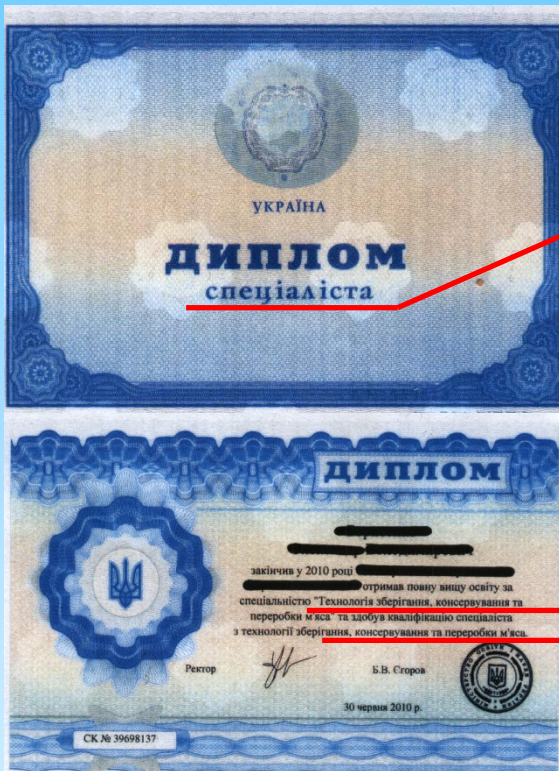 УКРАЇНА
ДИПЛОМ
спеціаліста
ДИПЛОМ
закінчив у 2010 році
отримав повну вищу освіту за
спеціальністю "Технологія зберігання, консервування та
переробки м'яса" та здобув кваліфікацію спеціаліста
з технології зберігання, консервування та переробки м'яса.
Ректор
Б.В. Єгоров
30 червня 2010 р.
СК № 39698137